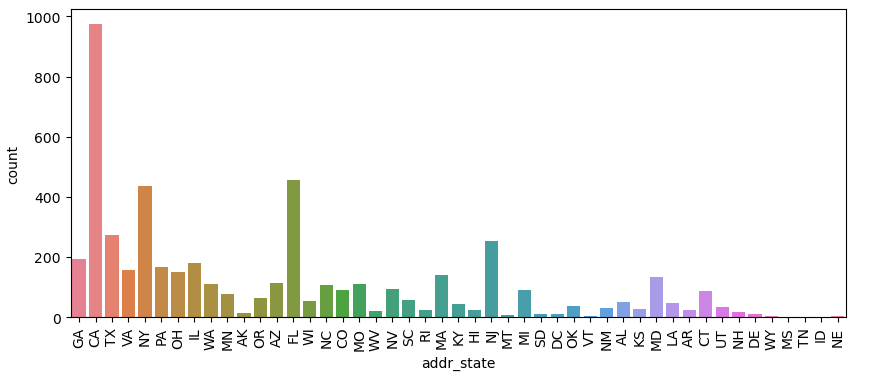 1000
800
600
400
200
0
count
GA CA TX VA NY PA OH IL WA MN AK OR AZ FL WI NC CO MO WV NV SC RI MA KY HI NJ MT MI SD DC OK VT NM AL KS MD LA AR CT UT NH DE WY MS TN ID NE
addr_state